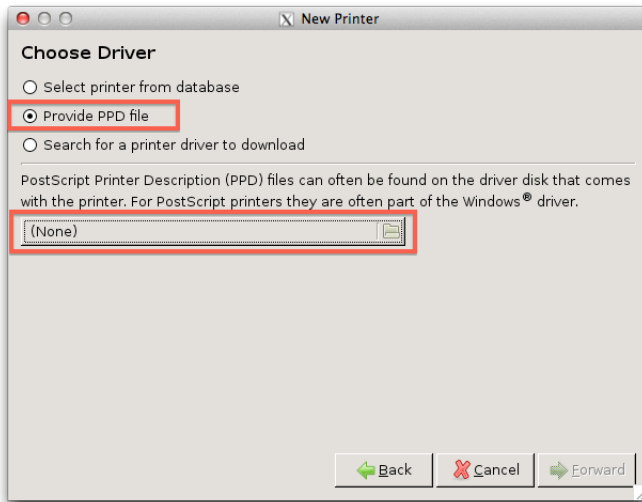 New Printer
Choose Driver
Select printer from database
Provide PPD file
Search for a printer driver to download
PostScript Printer Description (PPD) files can often be found on the driver disk that comes
with the printer. For PostScript printers they are often part of the Windows® driver.
(None)
Back Cancel Forward